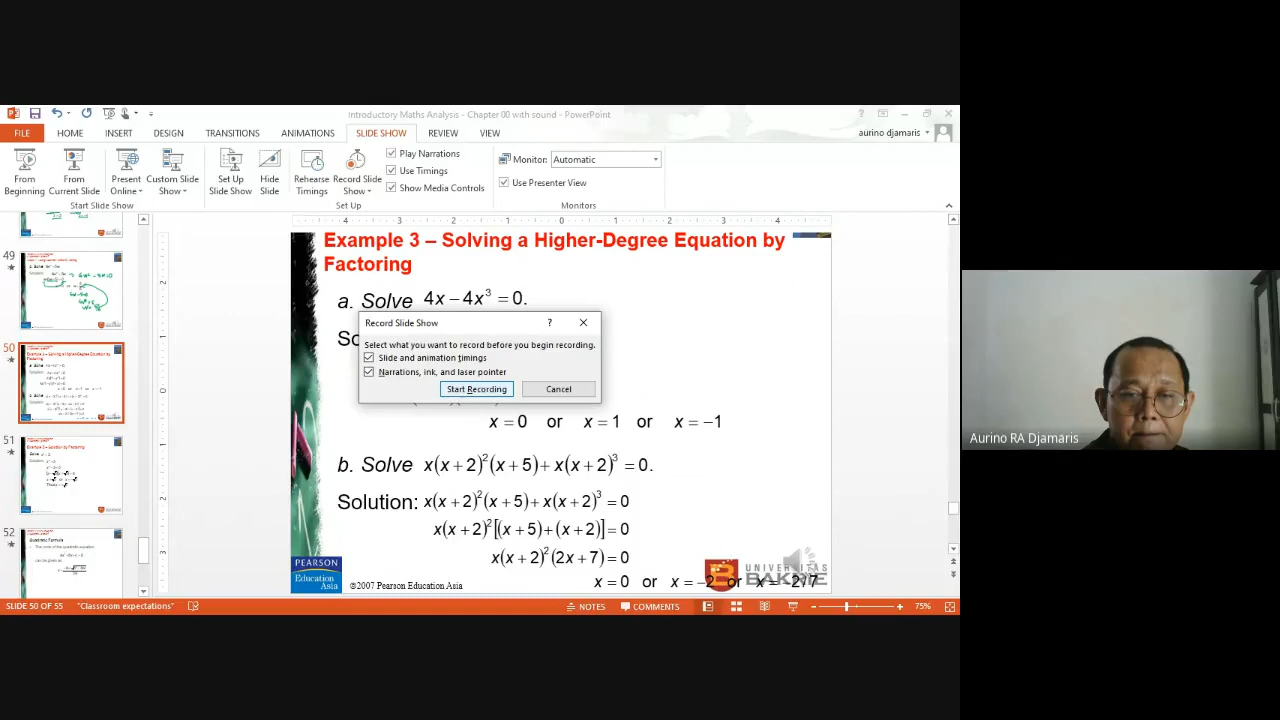 Introductory Maths Analysis - Chapter 00 with sound - PowerPoint
FILE HOME INSERT DESIGN TRANSITIONS ANIMATIONS SLIDE SHOW REVIEW VIEW
aurino djamaris
From Beginning
From Current Slide
Present Online
Custom Slide Show
Start Slide Show
Set Up Slide Show
Hide Slide
Rehearse Timings
Record Slide Show
Play Narrations
Use Timings
Show Media Controls
Set Up
Monitor: Automatic
Use Presenter View
Monitors
49
50
51
52
Example 3 – Solving a Higher-Degree Equation by
Factoring
a. Solve 4x – 4x³ = 0.
So
Record Slide Show
Select what you want to record before you begin recording.
Slide and animation timings
Narrations, ink, and laser pointer
Start Recording Cancel
x = 0 or x = 1 or x = −1
b. Solve x(x + 2)²(x + 5) + x(x + 2)³ = 0.
Solution: x(x + 2)²(x + 5) + x(x + 2)³ = 0
x(x + 2)²[(x + 5) + (x + 2)] = 0
x(x + 2)²(2x + 7) = 0
x = 0 or x = −2 or x = −2/7
PEARSON
Education
Asia
©2007 Pearson Education Asia
UNIVERSITAS
BAKRIE
SLIDE 50 OF 55 "Classroom expectations" NOTES COMMENTS 75%
Aurino RA Djamaris